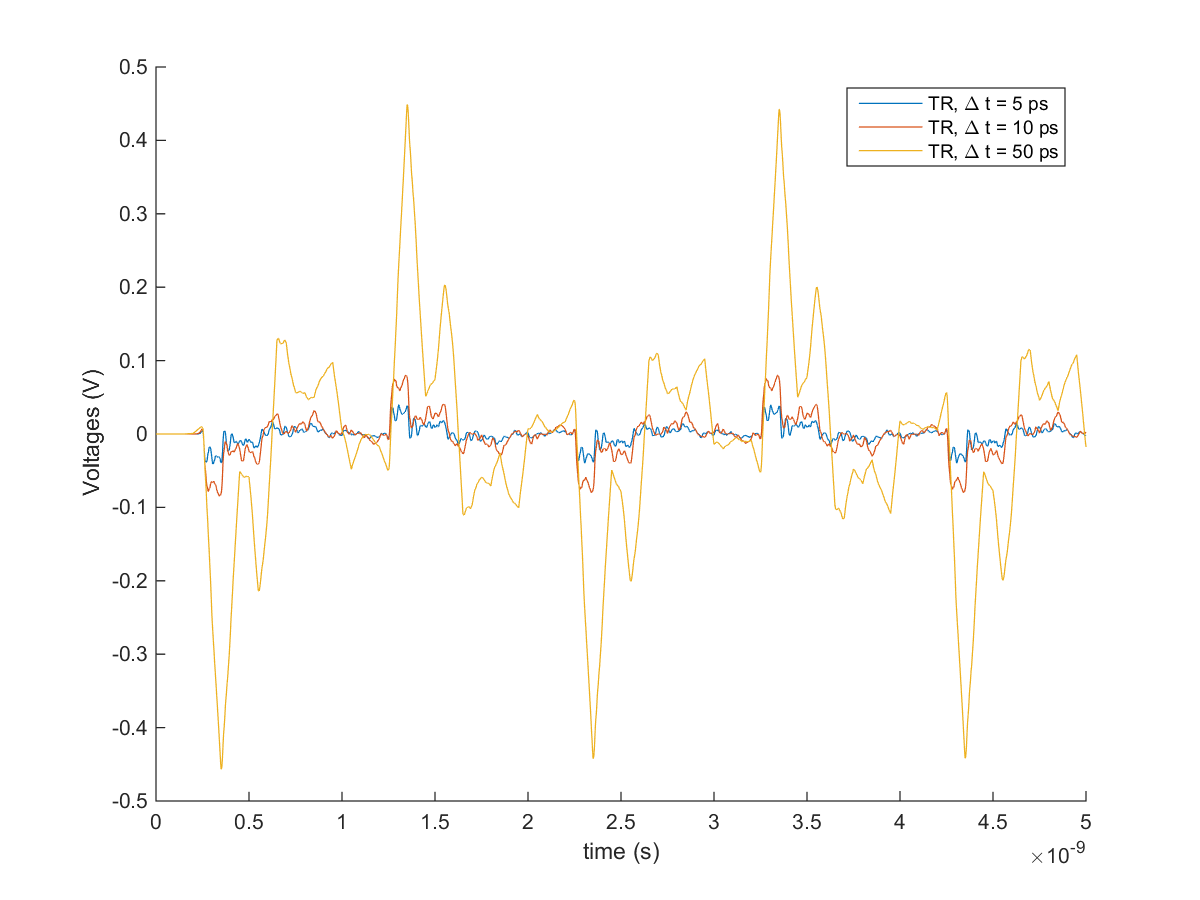 0.5
0.4
0.3
0.2
0.1
0
-0.1
-0.2
-0.3
-0.4
-0.5
Voltages (V)
TR, Δ t = 5 ps
TR, Δ t = 10 ps
TR, Δ t = 50 ps
0 0.5 1 1.5 2 2.5 3 3.5 4 4.5 5
time (s)
×10-9